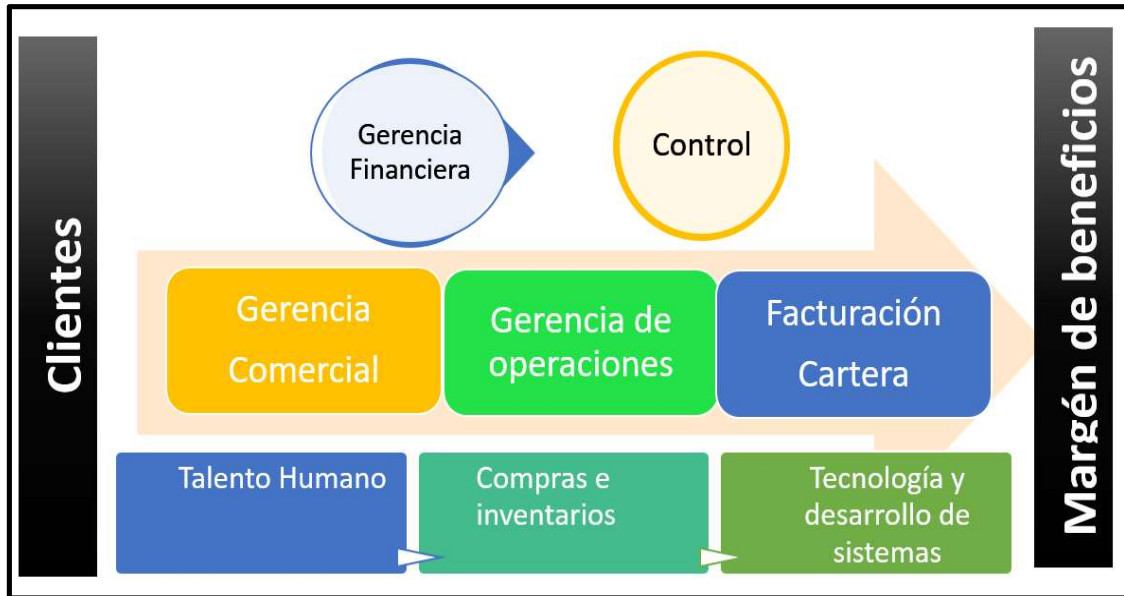 Clientes
Gerencia
Financiera
Control
Gerencia
Comercial
Gerencia de
operaciones
Facturación
Cartera
Talento Humano
Compras e
inventarios
Tecnología y
desarrollo de
sistemas
Margén de beneficios